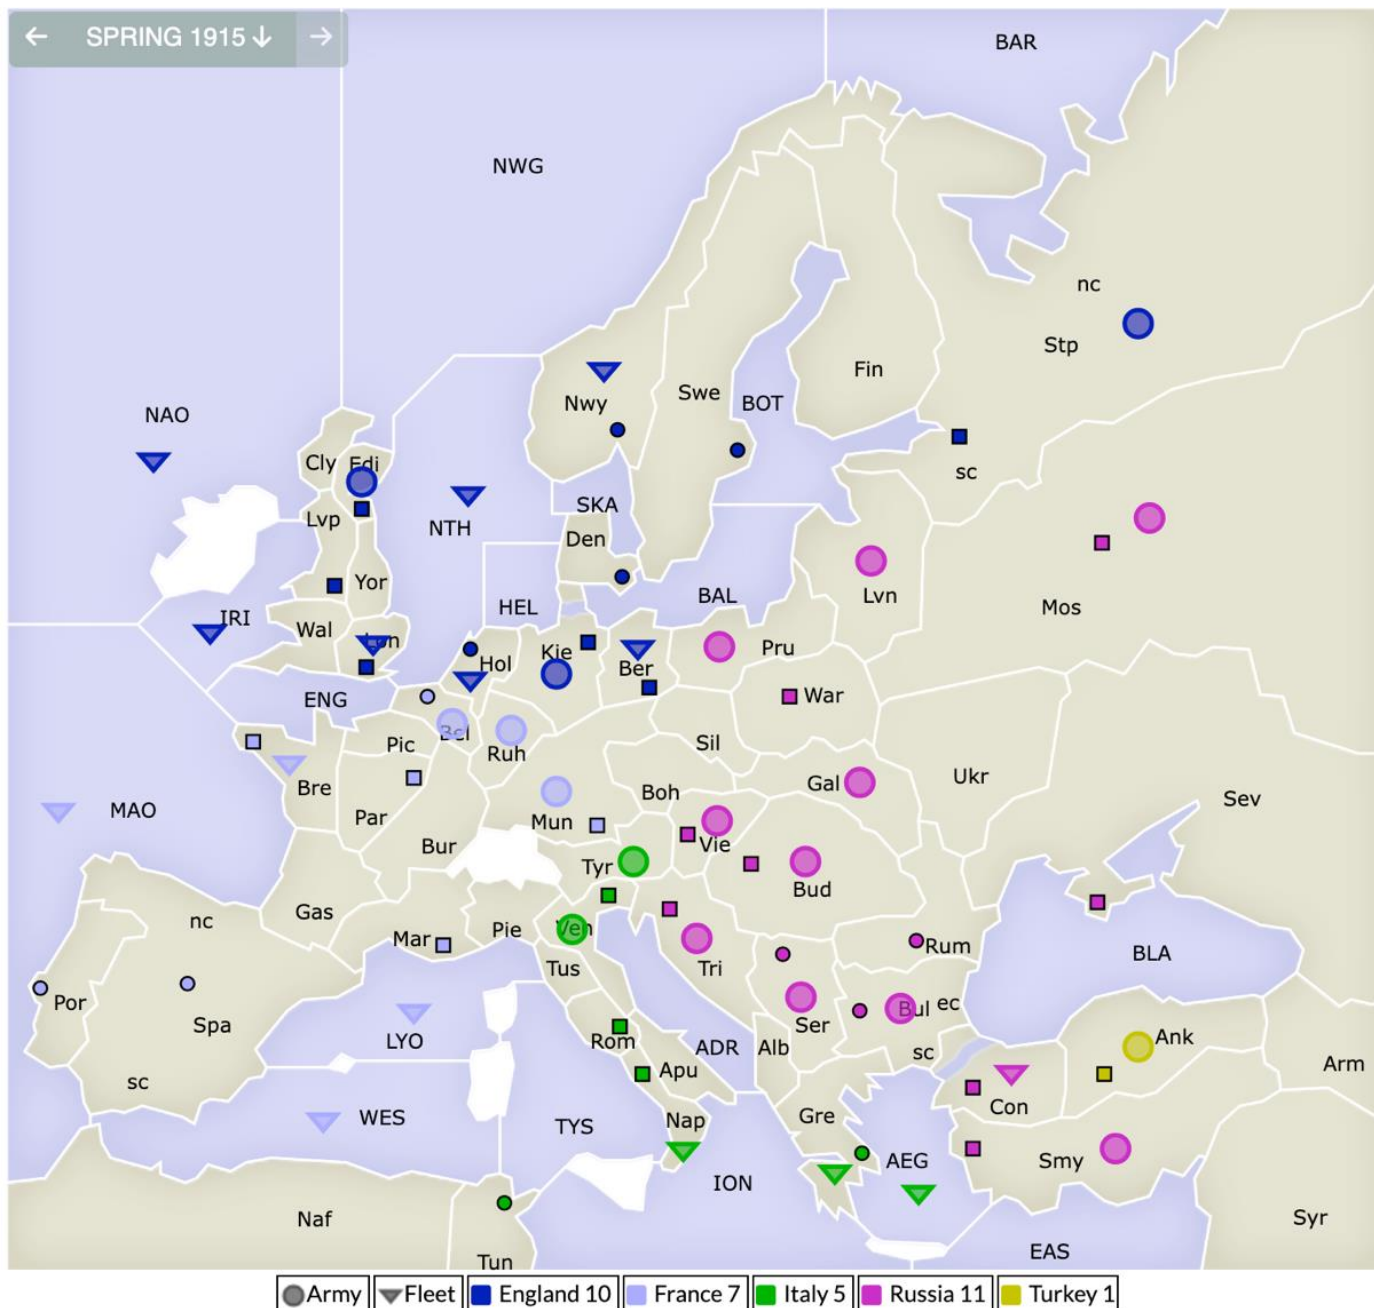 ← SPRING 1915 ↓ →
BAR
NWG
nc
Stp
NAO
Fin
Swe
Nwy
BOT
Cly Edi
sc
SKA
Lvp
NTH
Den
Yor
BAL
Lvn
Mos
HEL
IRI
Wal
Lon
Kie
Pru
Hol
Ber
ENG
War
Bel
Pic
Sil
Ruh
Ukr
Gal
Bre
Boh
Sev
MAO
Par
Mun
Bur
Vie
Tyr
Bud
nc
Gas
Pie
Ven
Mar
Rum
BLA
Tus
Tri
Por
Bul ec
Spa
Ser
LYO
Rom
ADR
Alb
Ank
sc
Apu
Arm
sc
Con
Gre
WES
TYS
Nap
Smy
AEG
ION
Naf
Syr
EAS
Tun
Army Fleet England 10 France 7 Italy 5 Russia 11 Turkey 1